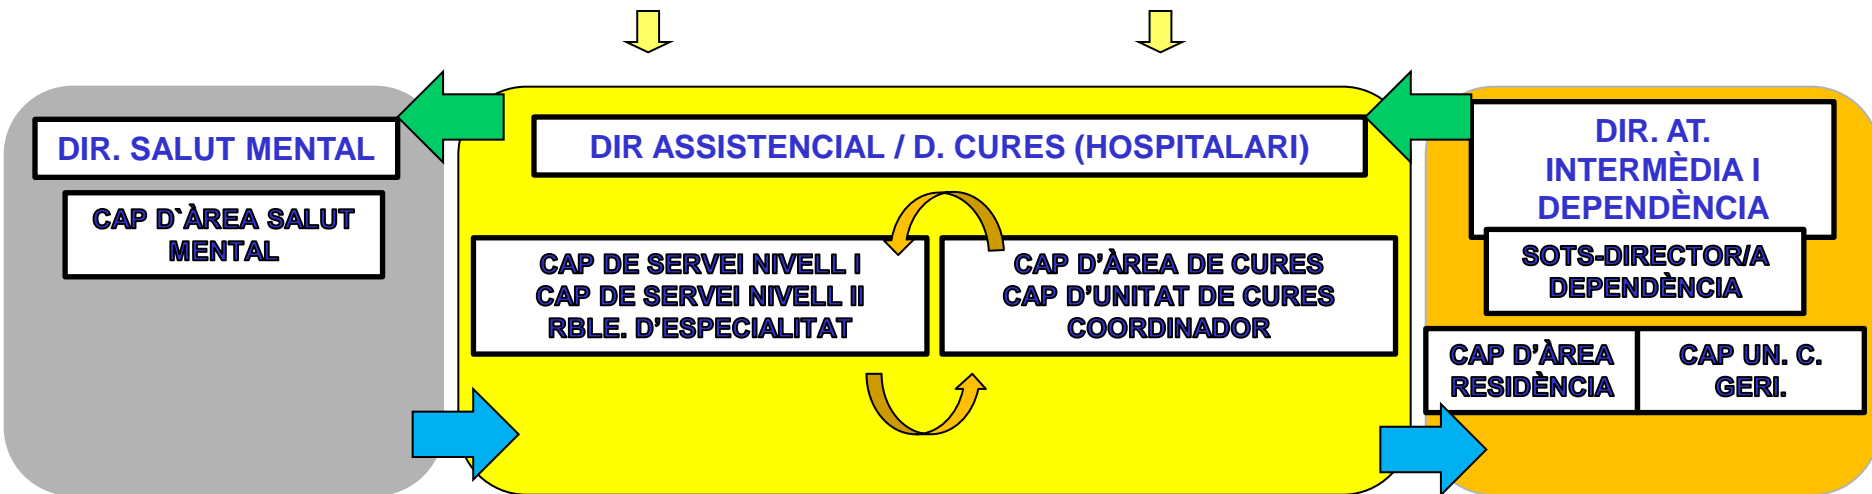 DIR. SALUT MENTAL
CAP D`ÀREA SALUT
MENTAL
DIR ASSISTENCIAL / D. CURES (HOSPITALARI)
CAP DE SERVEI NIVELL I
CAP DE SERVEI NIVELL II
RBLE. D’ESPECIALITAT
CAP D’ÀREA DE CURES
CAP D’UNITAT DE CURES
COORDINADOR
DIR. AT.
INTERMÈDIA I
DEPENDÈNCIA
SOTS-DIRECTOR/A
DEPENDÈNCIA
CAP D’ÀREA
RESIDÈNCIA
CAP UN. C.
GERI.